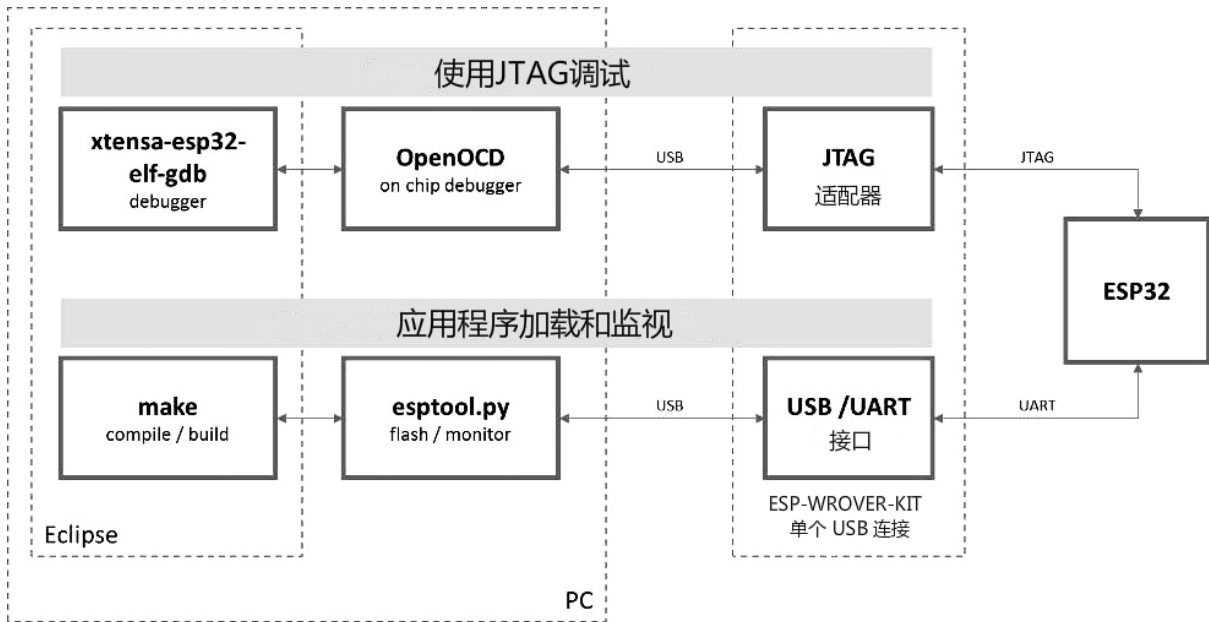 使用JTAG调试
xtensa-esp32-
elf-gdb
debugger
OpenOCD
on chip debugger
USB
JTAG
适配器
JTAG
ESP32
应用程序加载和监视
make
compile / build
esptool.py
flash / monitor
USB
USB /UART
接口
UART
ESP-WROVER-KIT
单个 USB 连接
Eclipse
PC